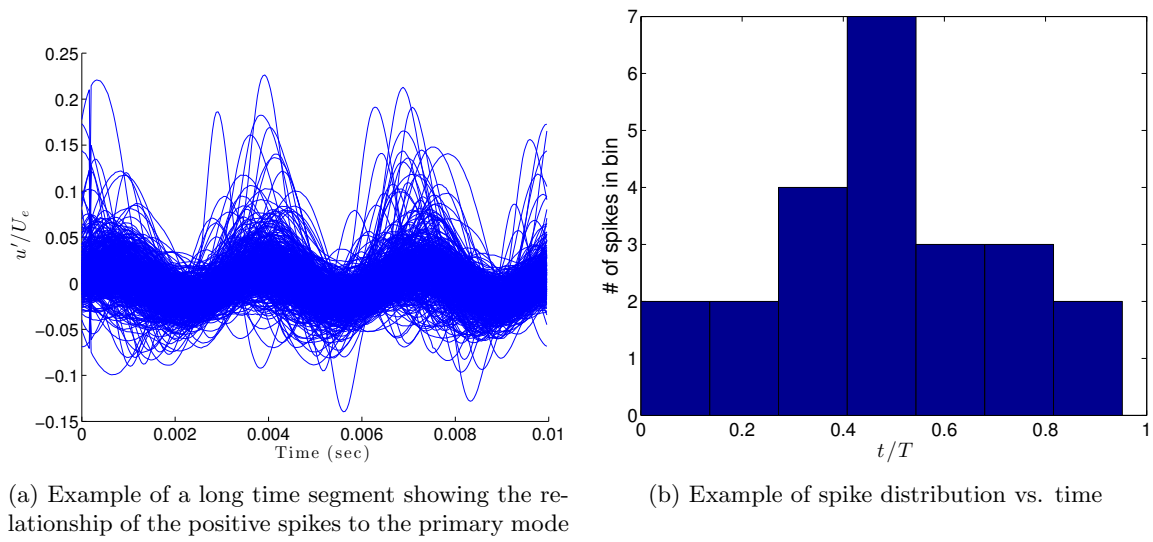 0.25
0.2
0.15
0.1
0.05
0
−0.05
−0.1
−0.15
u′/U_e
0 0.002 0.004 0.006 0.008 0.01
Time (sec)
7
6
5
4
3
2
1
0
# of spikes in bin
0 0.2 0.4 0.6 0.8 1
t/T
(a) Example of a long time segment showing the re-
lationship of the positive spikes to the primary mode
(b) Example of spike distribution vs. time